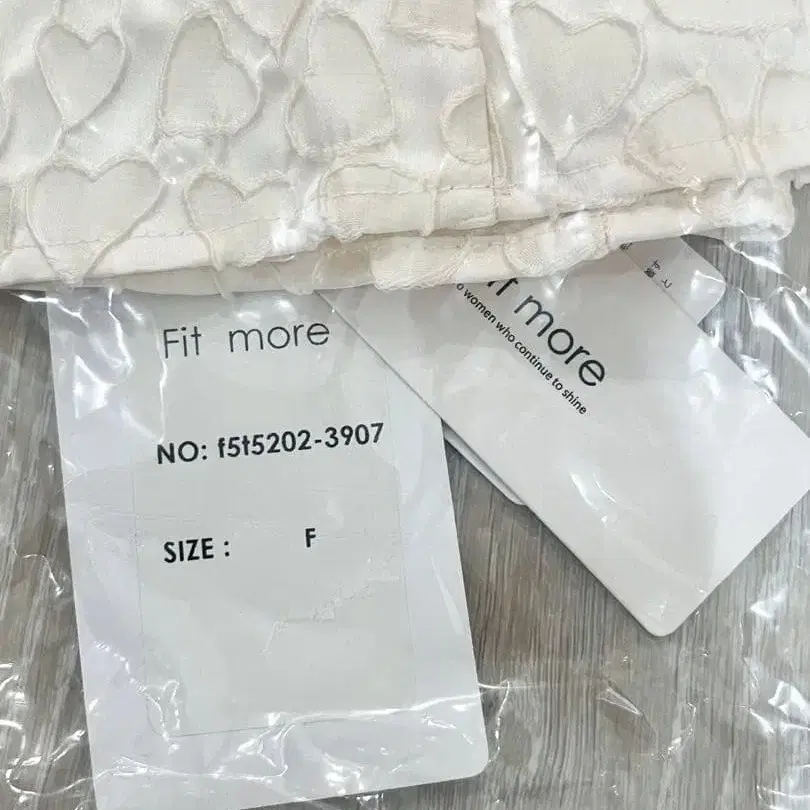 Fit more
NO: f5t5202-3907
SIZE : F
more
women who continue to shine